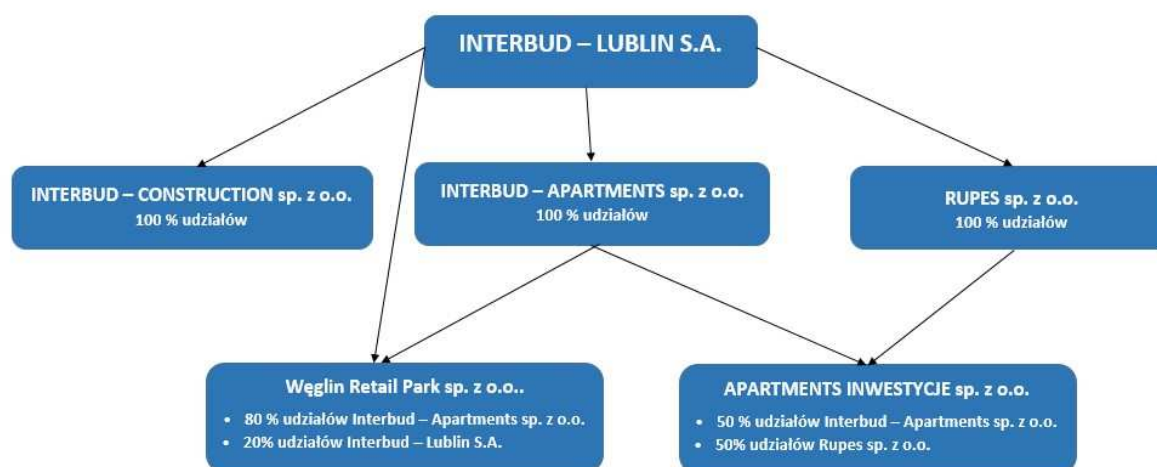 INTERBUD – LUBLIN S.A.
INTERBUD – CONSTRUCTION sp. z o.o.
100 % udziałów
INTERBUD – APARTMENTS sp. z o.o.
100 % udziałów
RUPES sp. z o.o.
100 % udziałów
Węglin Retail Park sp. z o.o..
• 80 % udziałów Interbud – Apartments sp. z o.o.
• 20% udziałów Interbud – Lublin S.A.
APARTMENTS INWESTYCJE sp. z o.o.
• 50 % udziałów Interbud – Apartments sp. z o.o.
• 50% udziałów Rupes sp. z o.o.